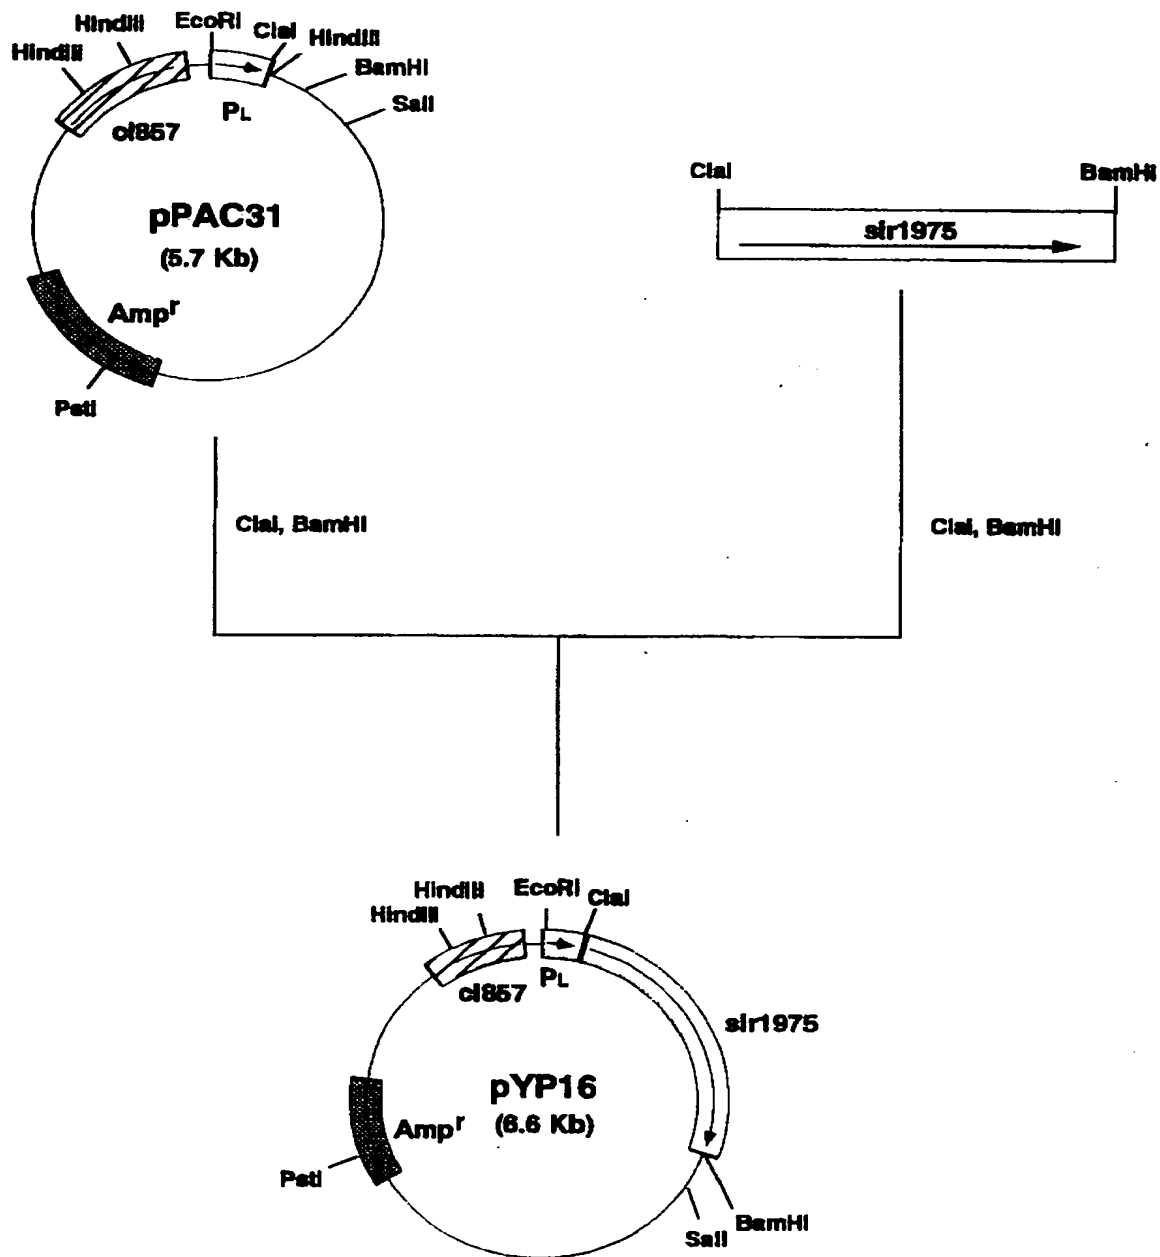 HindIII
HindIII
EcoRI
ClaI
HindIII
BamHI
SalI
PL
cI857
pPAC31
(5.7 Kb)
Ampr
PstI
ClaI
BamHI
slr1975
ClaI, BamHI
ClaI, BamHI
HindIII
HindIII
EcoRI
ClaI
PL
cI857
slr1975
pYP16
(6.6 Kb)
Ampr
PstI
SalI
BamHI